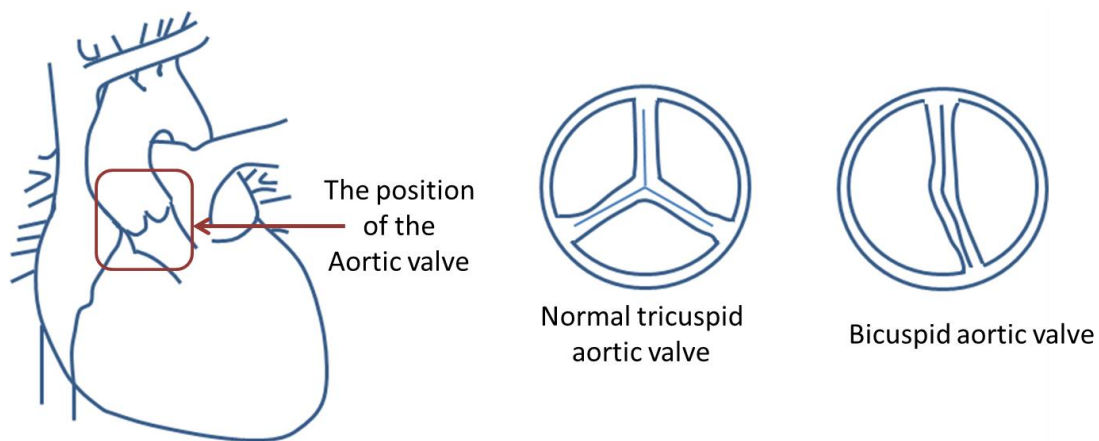 The position
of the
Aortic valve
Normal tricuspid
aortic valve
Bicuspid aortic valve